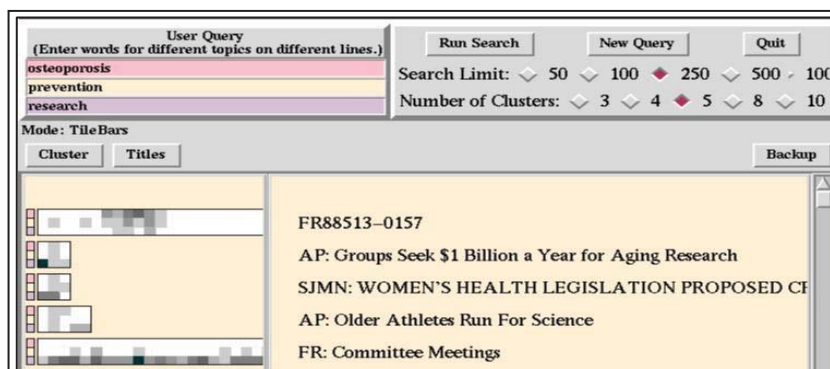 User Query
(Enter words for different topics on different lines.)
osteoporosis
prevention
research
Run Search New Query Quit
Search Limit: 50 100 250 500 100
Number of Clusters: 3 4 5 8 10
Mode: TileBars
Cluster Titles Backup
FR88513-0157
AP: Groups Seek $1 Billion a Year for Aging Research
SJMN: WOMEN'S HEALTH LEGISLATION PROPOSED
AP: Older Athletes Run For Science
FR: Committee Meetings